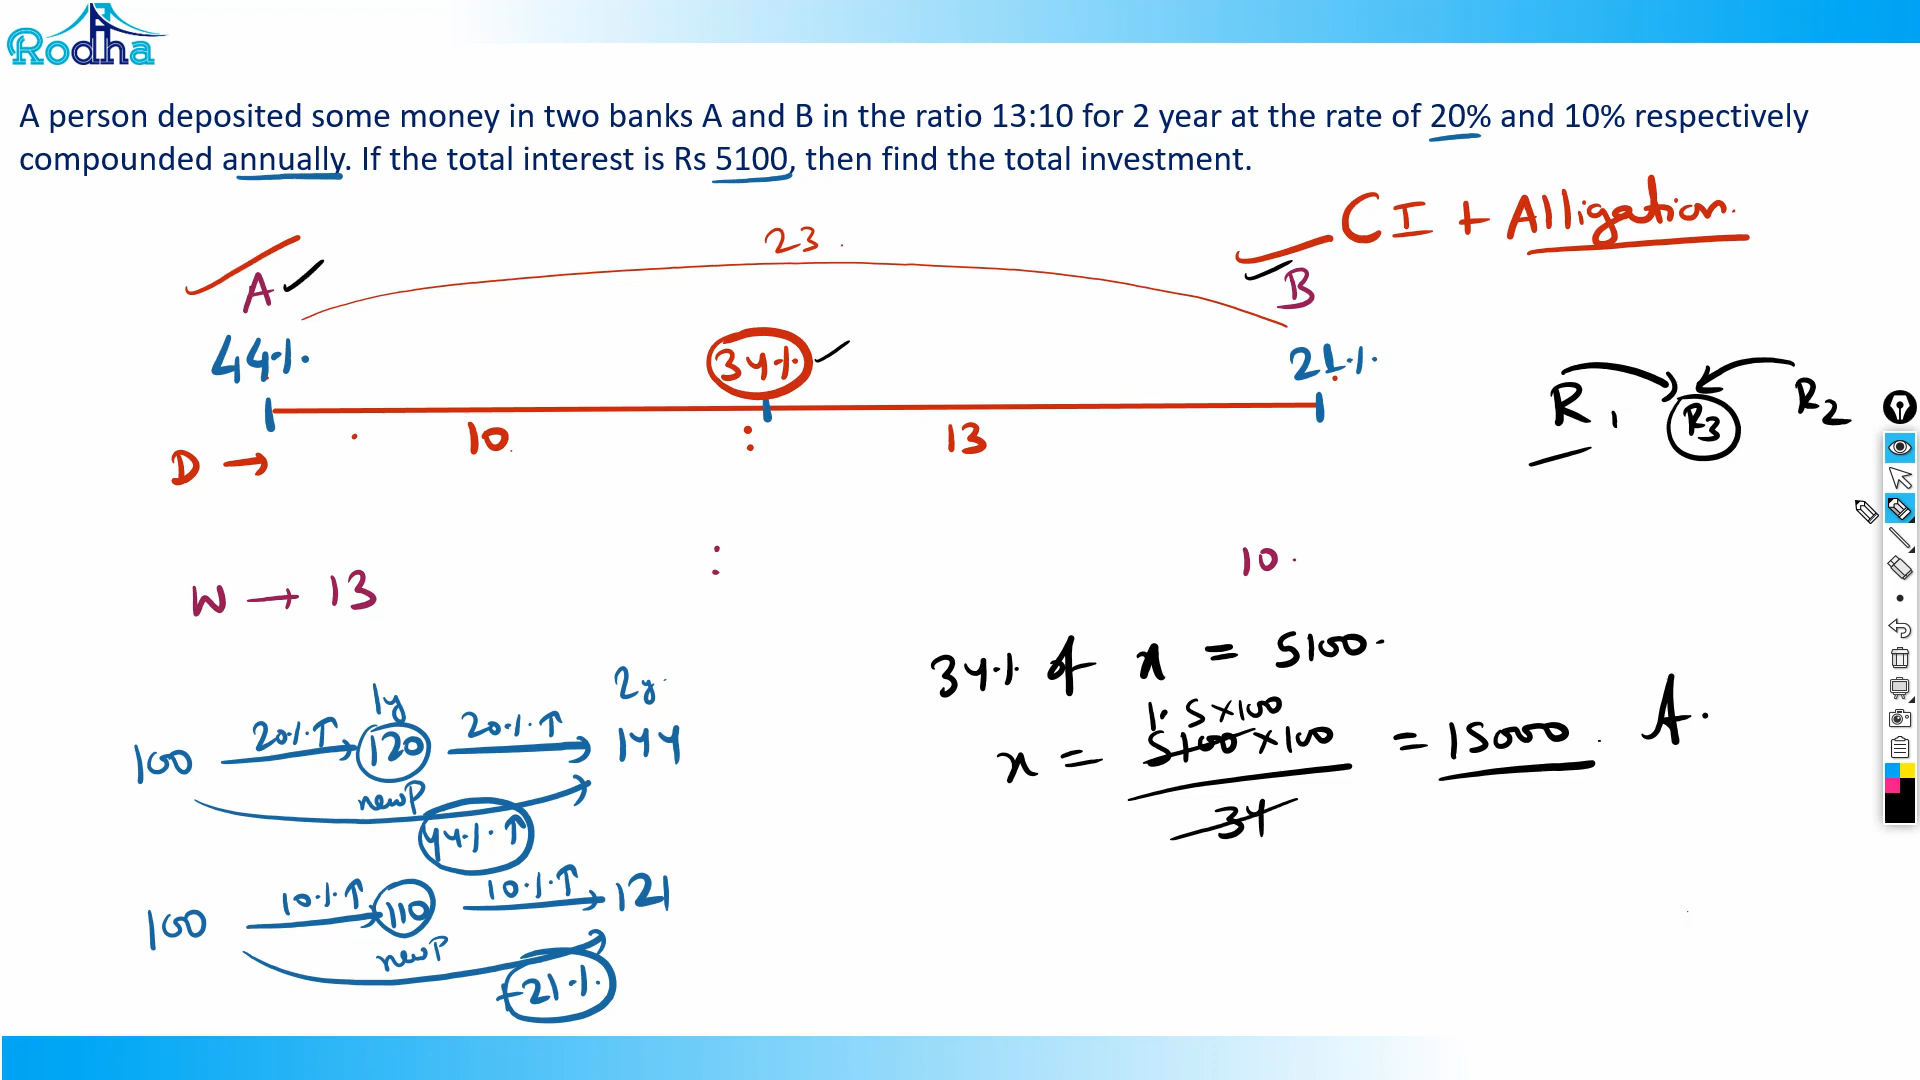 Rodha
A person deposited some money in two banks A and B in the ratio 13:10 for 2 year at the rate of 20% and 10% respectively
compounded annually. If the total interest is Rs 5100, then find the total investment.
CI + Alligation.
23
A
B
44%
34%
21%
R1 R3 R2
D → 10 : 13
W → 13 : 10
34% of x = 5100
1.5×100
x = 5100×100 = 15000. A.
34
1y 2y
100 20%↑ 120 20%↑ 144
new P
44%↑
100 10%↑ 110 10%↑ 121
new P
+21%